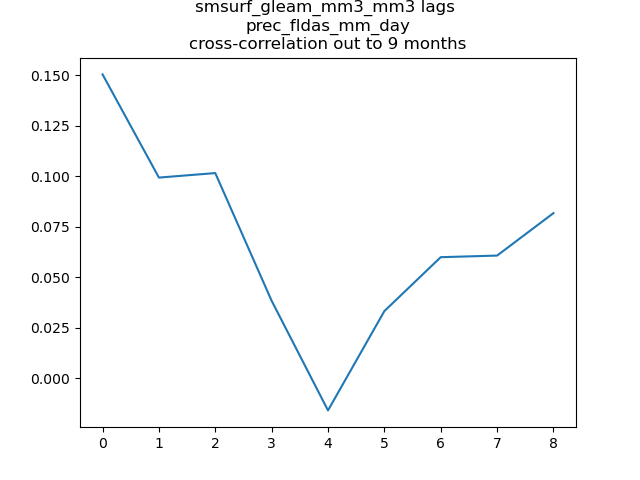 smsurf_gleam_mm3_mm3 lags
prec_fldas_mm_day
cross-correlation out to 9 months
0.150
0.125
0.100
0.075
0.050
0.025
0.000
0 1 2 3 4 5 6 7 8